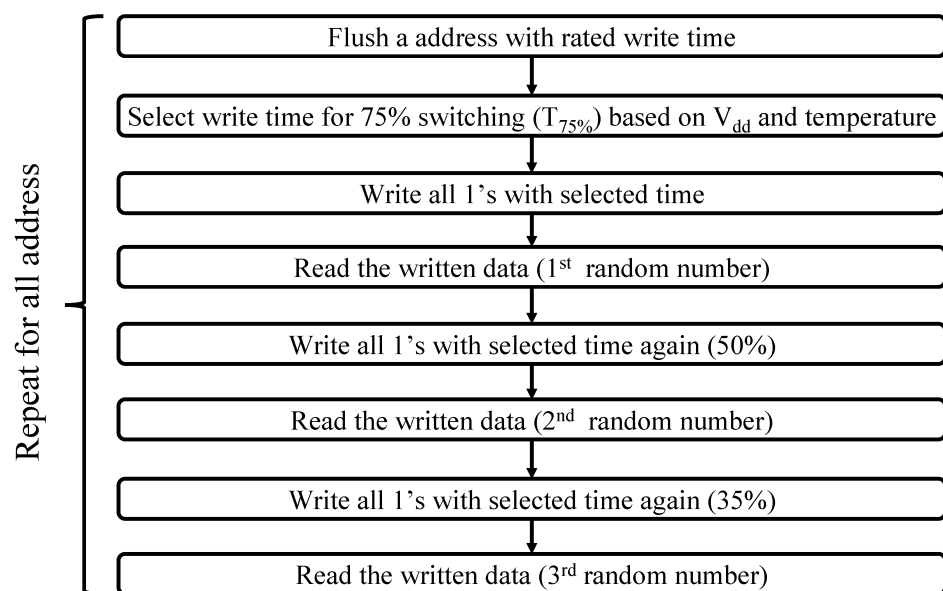 Repeat for all address
Flush a address with rated write time
Select write time for 75% switching (T75%) based on Vdd and temperature
Write all 1’s with selected time
Read the written data (1st random number)
Write all 1’s with selected time again (50%)
Read the written data (2nd random number)
Write all 1’s with selected time again (35%)
Read the written data (3rd random number)